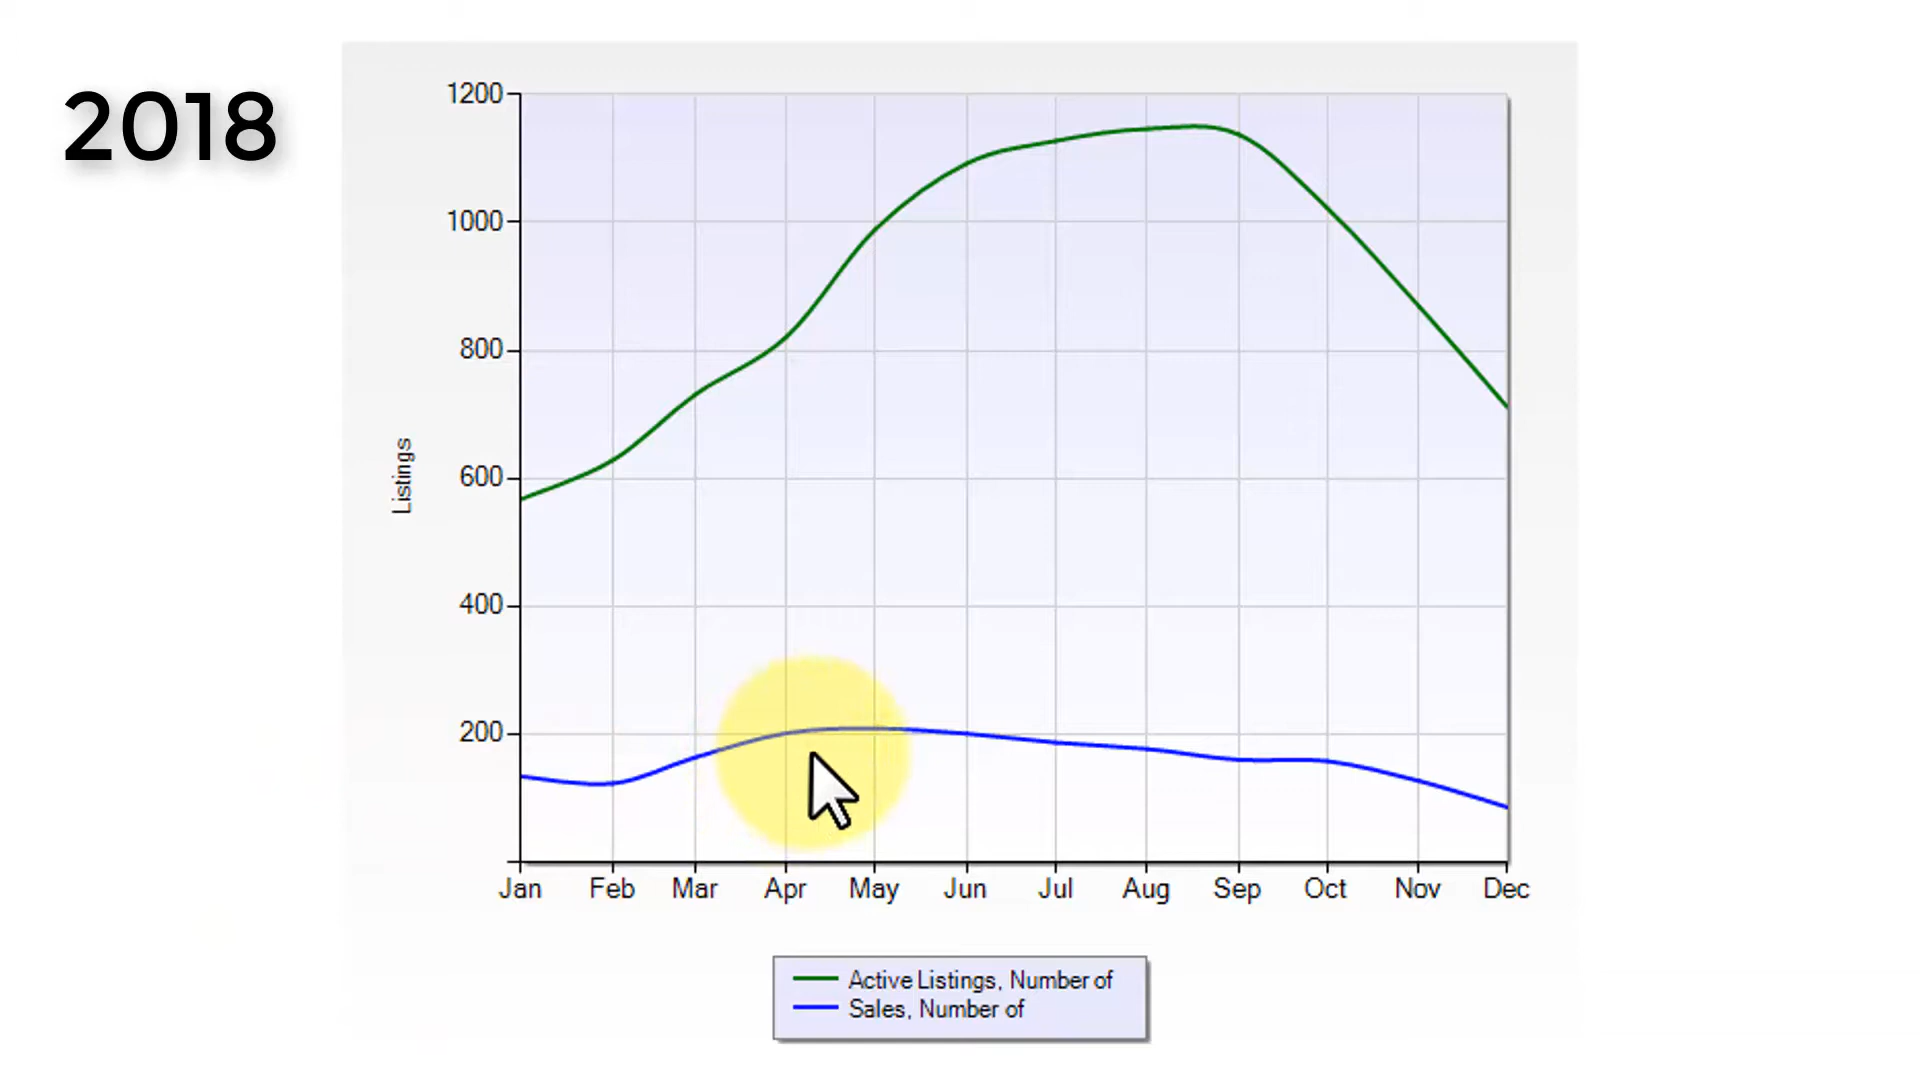 2018
1200
1000
800
600
400
200
Listings
Jan Feb Mar Apr May Jun Jul Aug Sep Oct Nov Dec
Active Listings, Number of
Sales, Number of